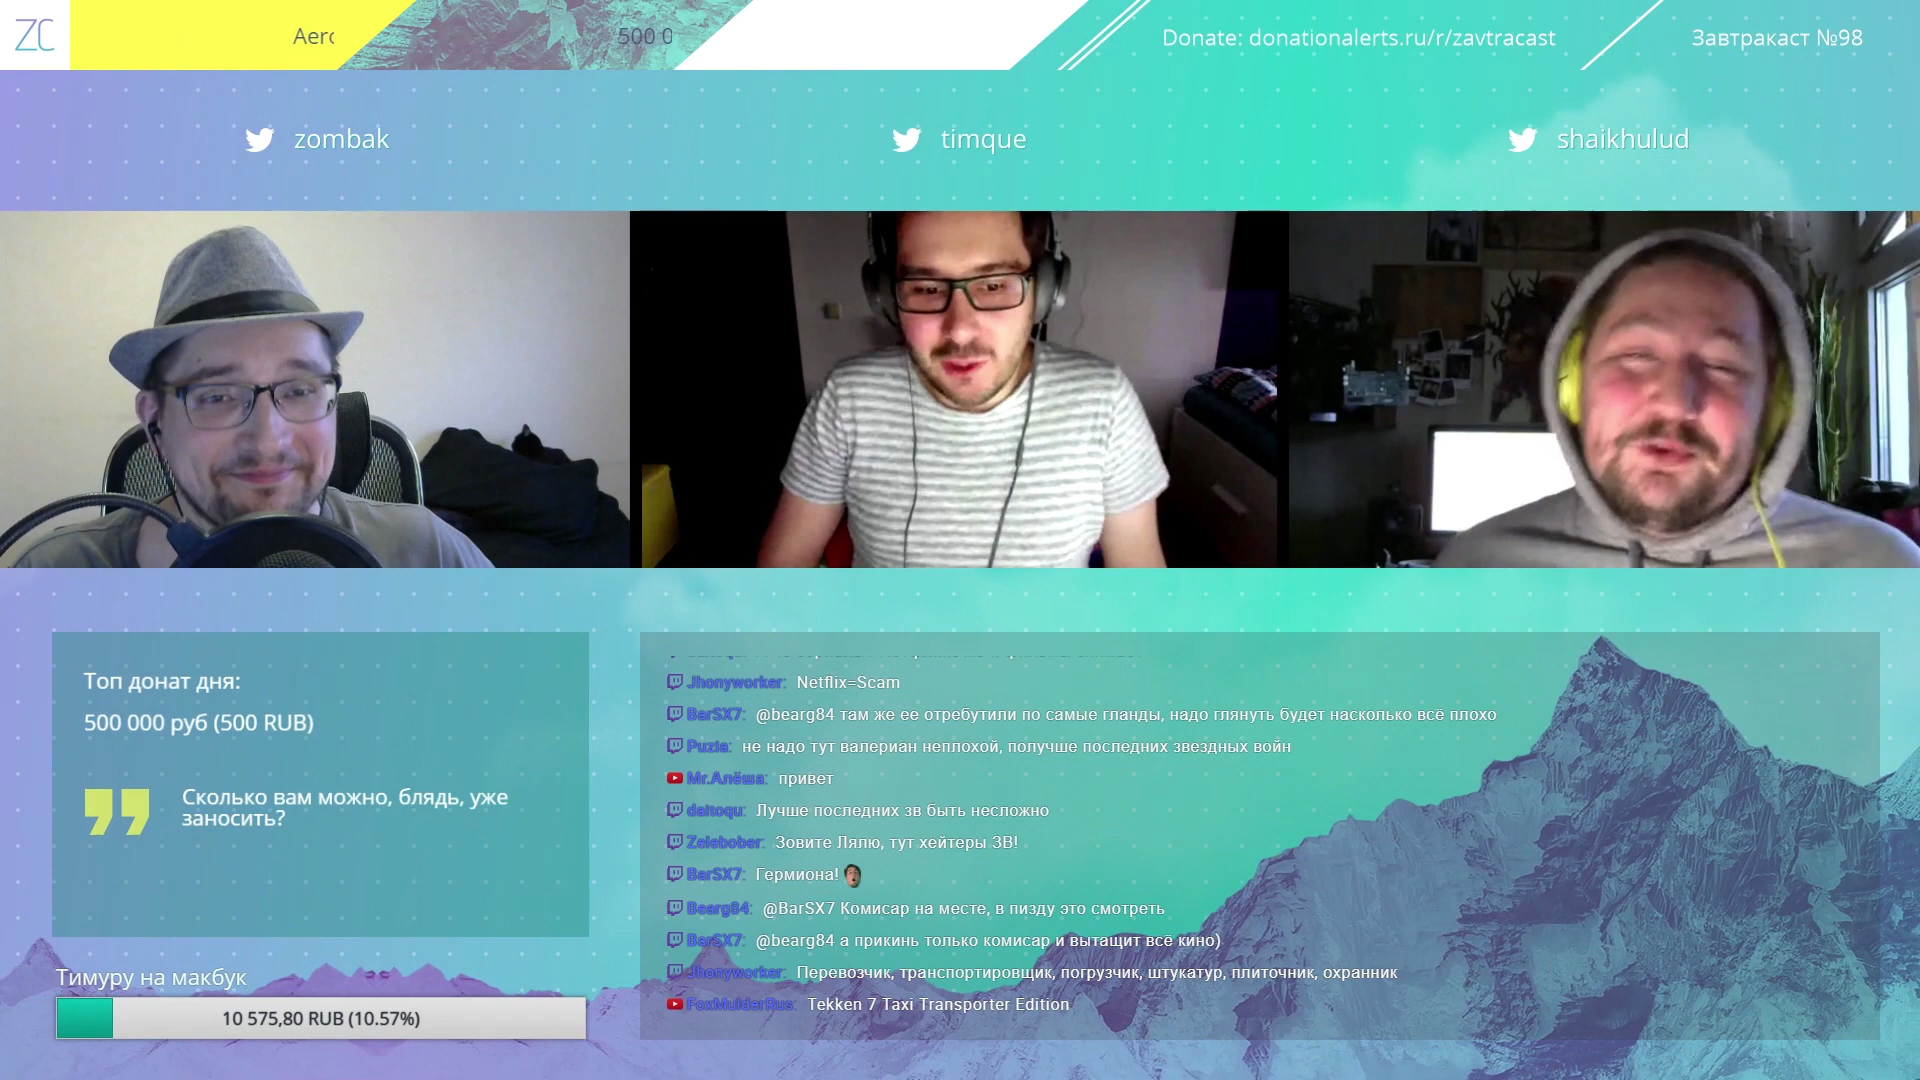 ZC
Aero
500 0
Donate: donationalerts.ru/r/zavtracast
Завтракаст №98
zombak
timque
shaikhulud
Топ донат дня:
500 000 руб (500 RUB)
Сколько вам можно, блядь, уже
заносить?
Тимуру на макбук
10 575,80 RUB (10.57%)
Jhonyworker: Netflix=Scam
BarSX7: @bearg84 там же ее отребутили по самые гланды, надо глянуть будет насколько всё плохо
Puzia: не надо тут валериан неплохой, получше последних звездных войн
Mr.Алёша: привет
daitoqu: Лучше последних зв быть несложно
Zelebober: Зовите Лялю, тут хейтеры ЗВ!
BarSX7: Гермиона!
Bearg84: @BarSX7 Комисар на месте, в пизду это смотреть
BarSX7: @bearg84 а прикинь только комисар и вытащит всё кино)
Jhonyworker: Перевозчик, транспортировщик, погрузчик, штукатур, плиточник, охранник
FoxMulderRus: Tekken 7 Taxi Transporter Edition